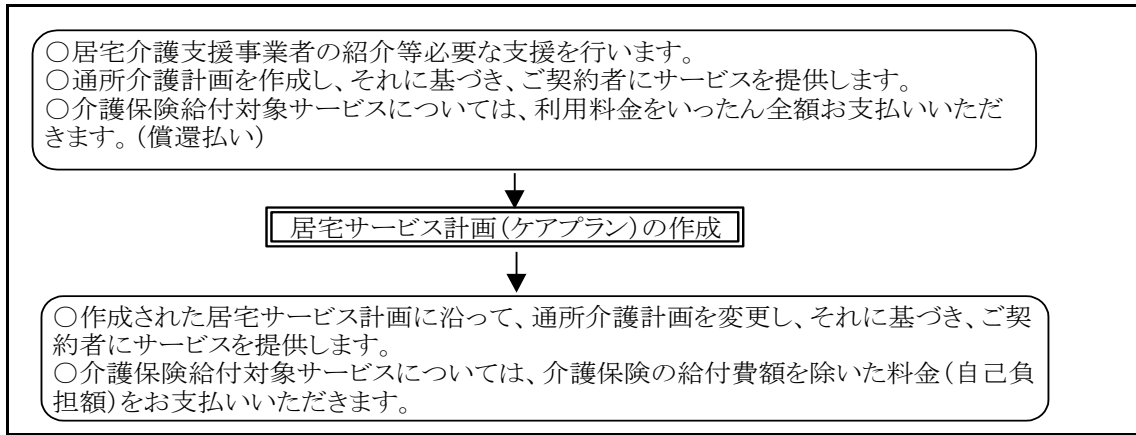 ○居宅介護支援事業者の紹介等必要な支援を行います。
○通所介護計画を作成し、それに基づき、ご契約者にサービスを提供します。
○介護保険給付対象サービスについては、利用料金をいったん全額お支払いいただ
きます。(償還払い)
居宅サービス計画(ケアプラン)の作成
○作成された居宅サービス計画に沿って、通所介護計画を変更し、それに基づき、ご契
約者にサービスを提供します。
○介護保険給付対象サービスについては、介護保険の給付費額を除いた料金(自己負
担額)をお支払いいただきます。